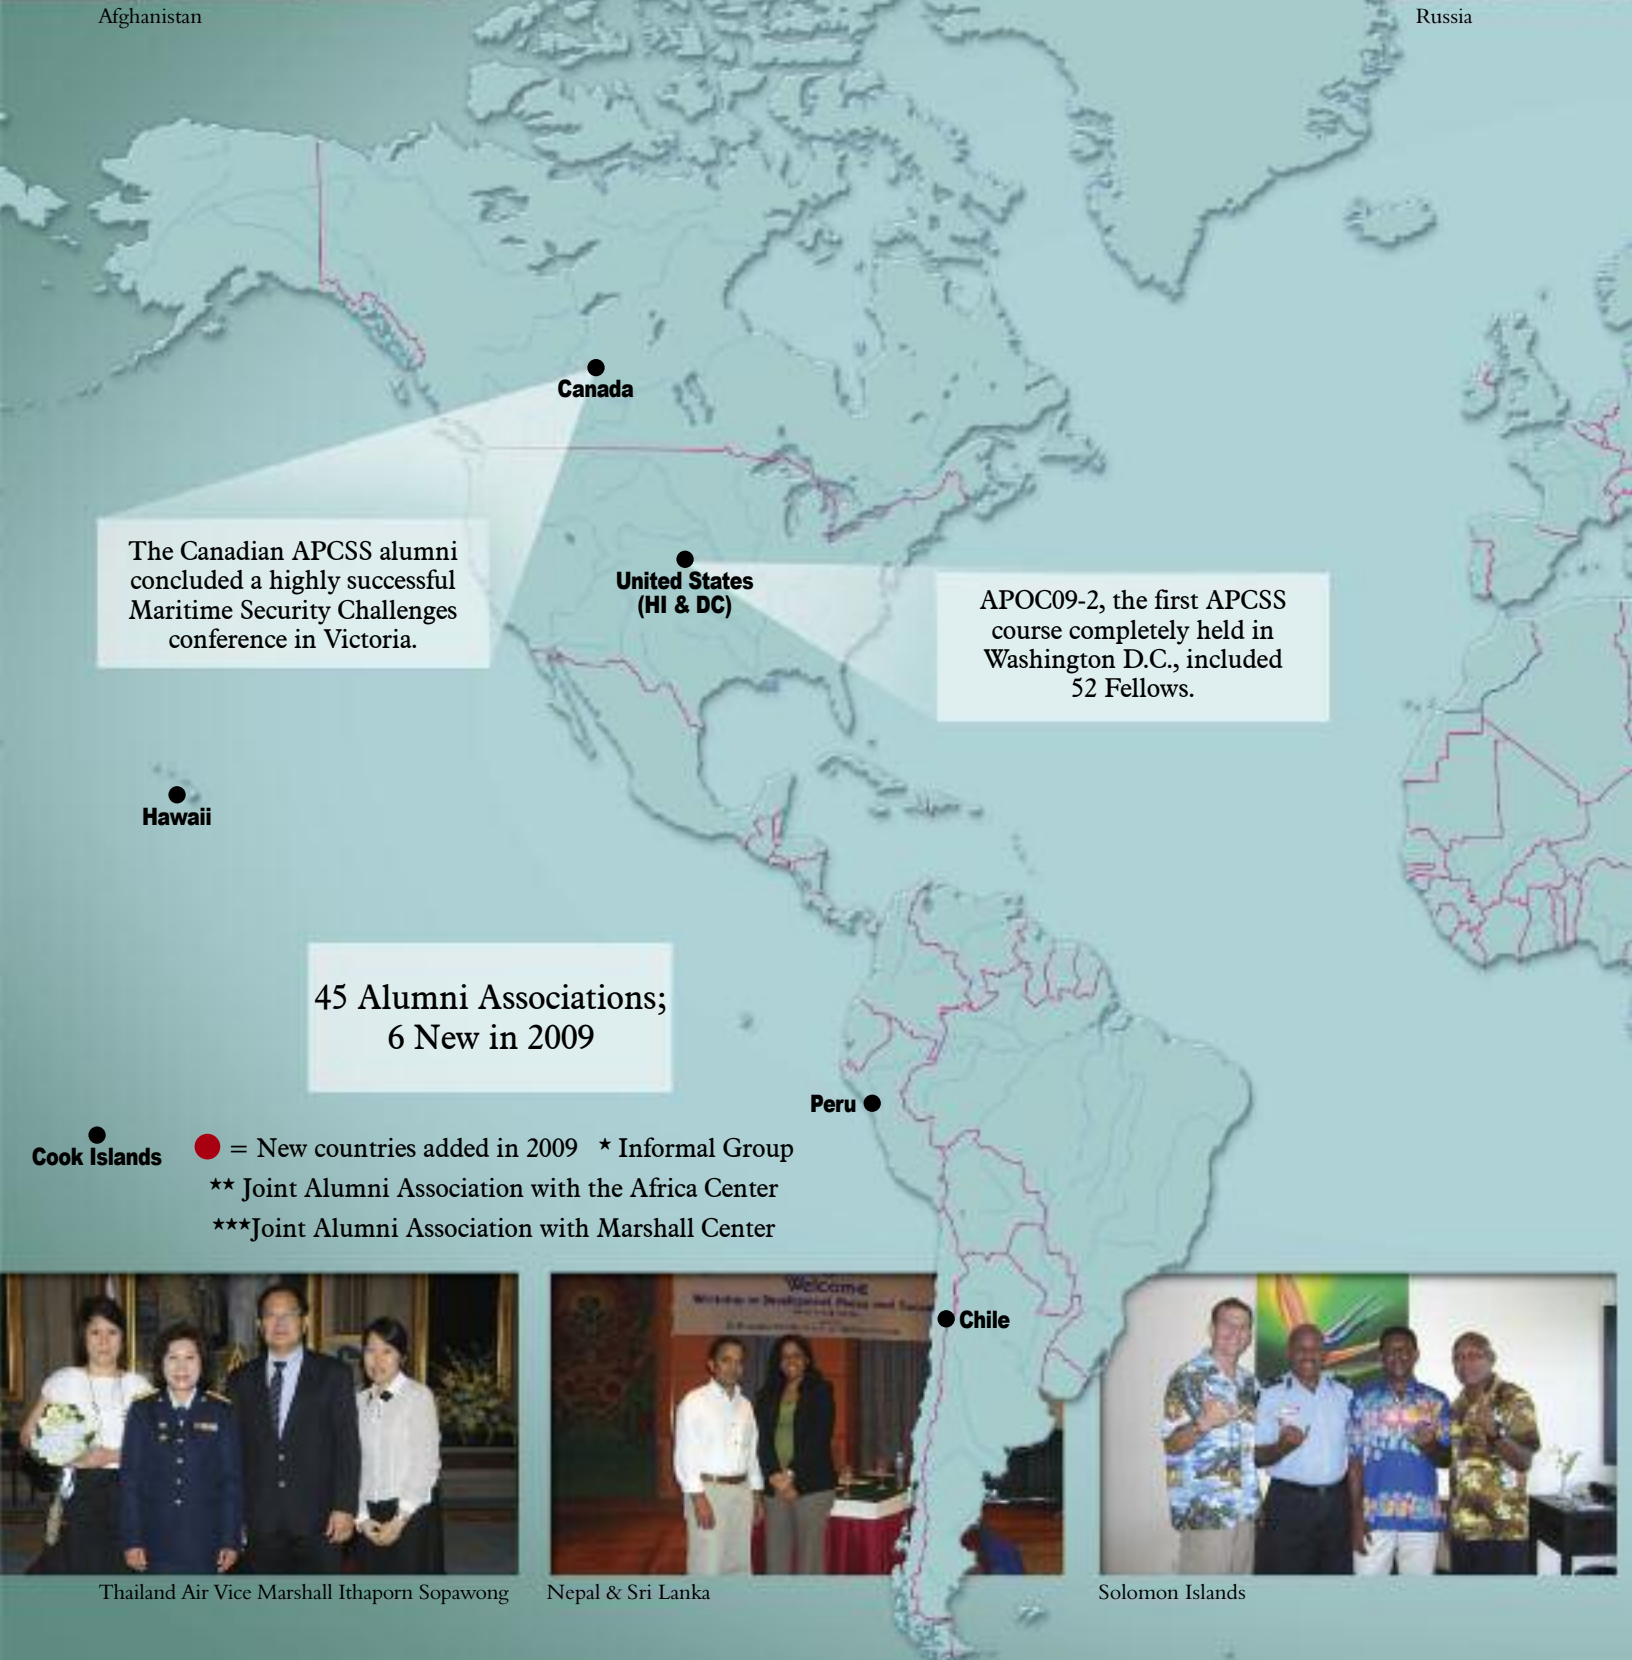 Afghanistan
Russia
Canada
The Canadian APCSS alumni
concluded a highly successful
Maritime Security Challenges
conference in Victoria.
United States
(HI & DC)
APOC09-2, the first APCSS
course completely held in
Washington D.C., included
52 Fellows.
Hawaii
45 Alumni Associations;
6 New in 2009
Peru
Cook Islands
= New countries added in 2009 ★ Informal Group
★★ Joint Alumni Association with the Africa Center
★★★Joint Alumni Association with Marshall Center
Welcome
Workshop on
Chile
Thailand Air Vice Marshall Ithaporn Sopawong
Nepal & Sri Lanka
Solomon Islands